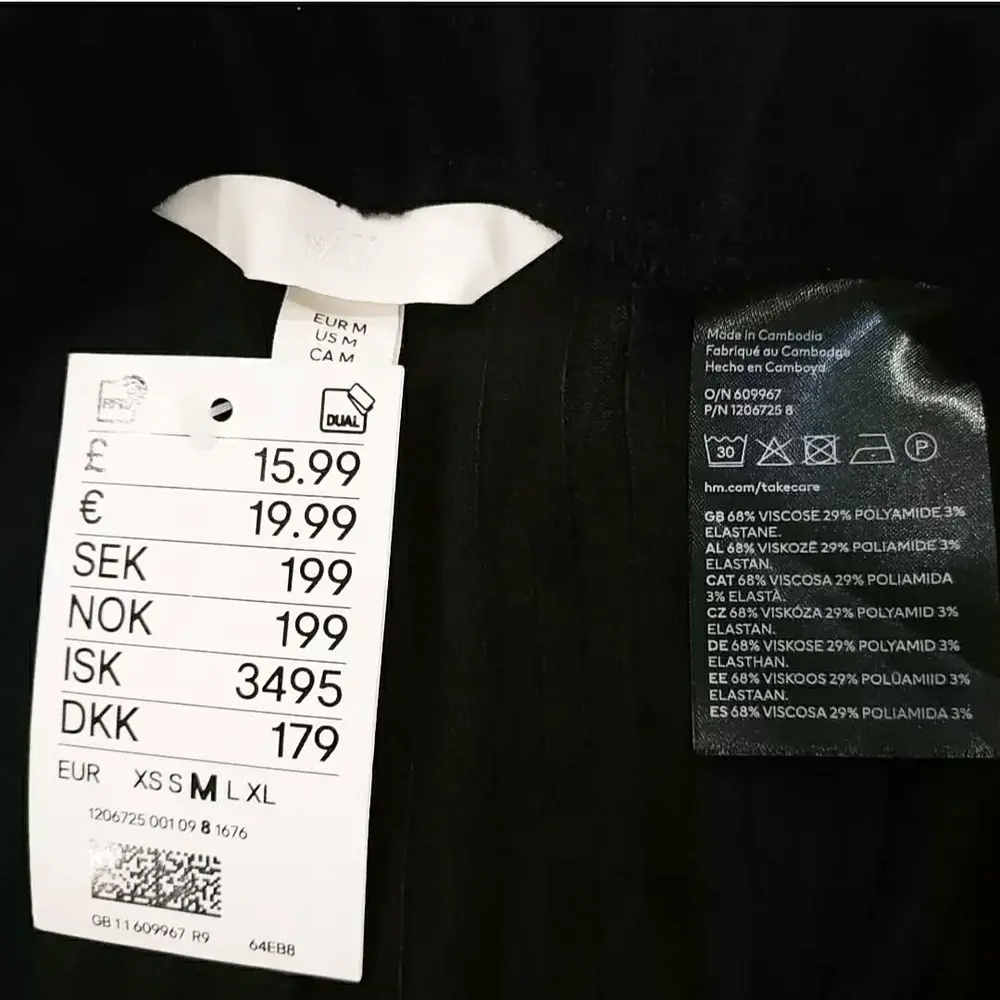 EUR M
US M
CA M
DUAL
£ 15.99
€ 19.99
SEK 199
NOK 199
ISK 3495
DKK 179
EUR XS S M L XL
1206725 001 09 8 1676
GB 11 609967 R9 64EB8
Made in Cambodia
Fabriqué au Cambodge
Hecho en Camboya
O/N 609967
P/N 1206725 8
30 P
hm.com/takecare
GB 68% VISCOSE 29% POLYAMIDE 3%
ELASTANE.
AL 68% VISKOZË 29% POLIAMIDË 3%
ELASTAN.
CAT 68% VISCOSA 29% POLIAMIDA
3% ELASTÀ.
CZ 68% VISKÓZA 29% POLYAMID 3%
ELASTAN.
DE 68% VISKOSE 29% POLYAMID 3%
ELASTHAN.
EE 68% VISKOOS 29% POLÜAMIID 3%
ELASTAAN.
ES 68% VISCOSA 29% POLIAMIDA 3%